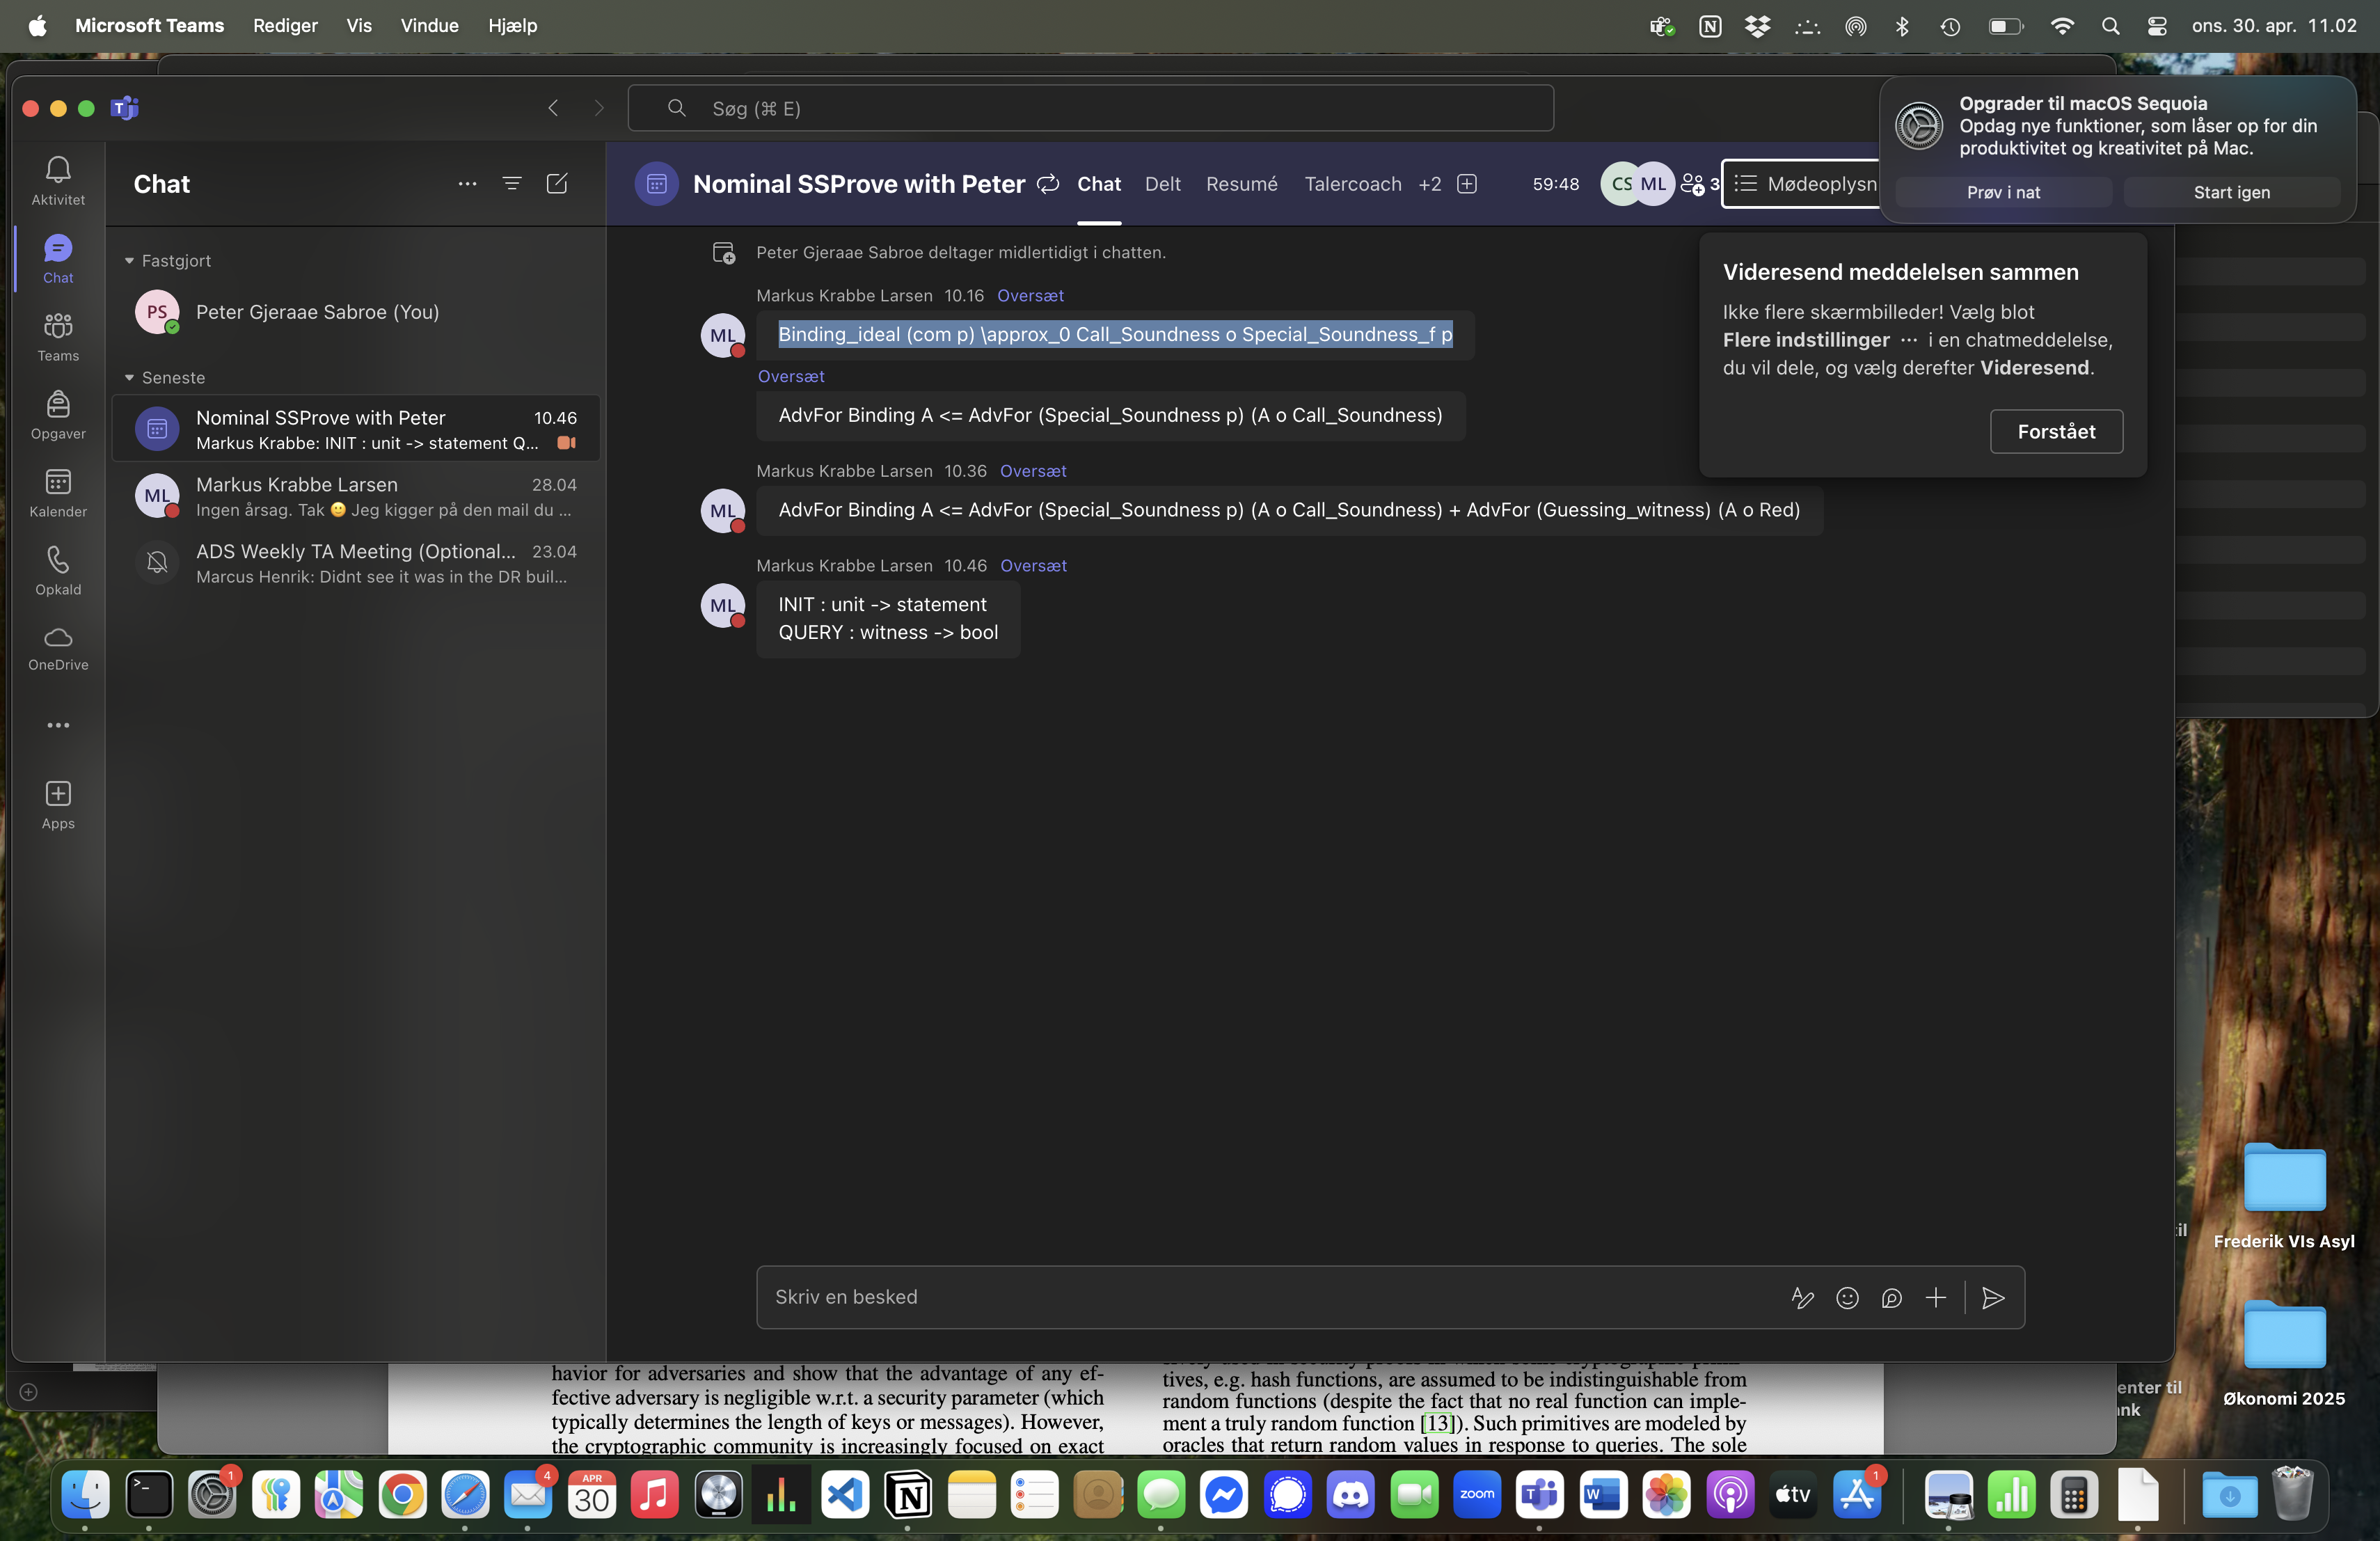 Microsoft Teams Rediger Vis Vindue Hjælp
ons. 30. apr. 11.02
Søg (⌘ E)
Opgrader til macOS Sequoia
Opdag nye funktioner, som låser op for din
produktivitet og kreativitet på Mac.
Prøv i nat
Start igen
Aktivitet
Chat
Teams
Opgaver
Kalender
Opkald
OneDrive
Apps
Chat
Fastgjort
PS
Peter Gjeraae Sabroe (You)
Seneste
Nominal SSProve with Peter 10.46
Markus Krabbe: INIT : unit -> statement Q...
ML
Markus Krabbe Larsen 28.04
Ingen årsag. Tak 🙂 Jeg kigger på den mail du ...
ADS Weekly TA Meeting (Optional... 23.04
Marcus Henrik: Didnt see it was in the DR buil...
Nominal SSProve with Peter
Chat Delt Resumé Talercoach +2
59:48
CS ML 3
Mødeoplysn
Peter Gjeraae Sabroe deltager midlertidigt i chatten.
Markus Krabbe Larsen 10.16 Oversæt
ML
Binding_ideal (com p) \approx_0 Call_Soundness o Special_Soundness_f p
Oversæt
AdvFor Binding A <= AdvFor (Special_Soundness p) (A o Call_Soundness)
Markus Krabbe Larsen 10.36 Oversæt
ML
AdvFor Binding A <= AdvFor (Special_Soundness p) (A o Call_Soundness) + AdvFor (Guessing_witness) (A o Red)
Markus Krabbe Larsen 10.46 Oversæt
ML
INIT : unit -> statement
QUERY : witness -> bool
Videresend meddelelsen sammen
Ikke flere skærmbilleder! Vælg blot
Flere indstillinger ··· i en chatmeddelelse,
du vil dele, og vælg derefter Videresend.
Forstået
Skriv en besked
Frederik VIs Asyl
Økonomi 2025
il
enter til
nk
havior for adversaries and show that the advantage of any ef-
fective adversary is negligible w.r.t. a security parameter (which
typically determines the length of keys or messages). However,
the cryptographic community is increasingly focused on exact
tives, e.g. hash functions, are assumed to be indistinguishable from
random functions (despite the fact that no real function can imple-
ment a truly random function [13]). Such primitives are modeled by
oracles that return random values in response to queries. The sole
1
4
APR
30
zoom
tv
1